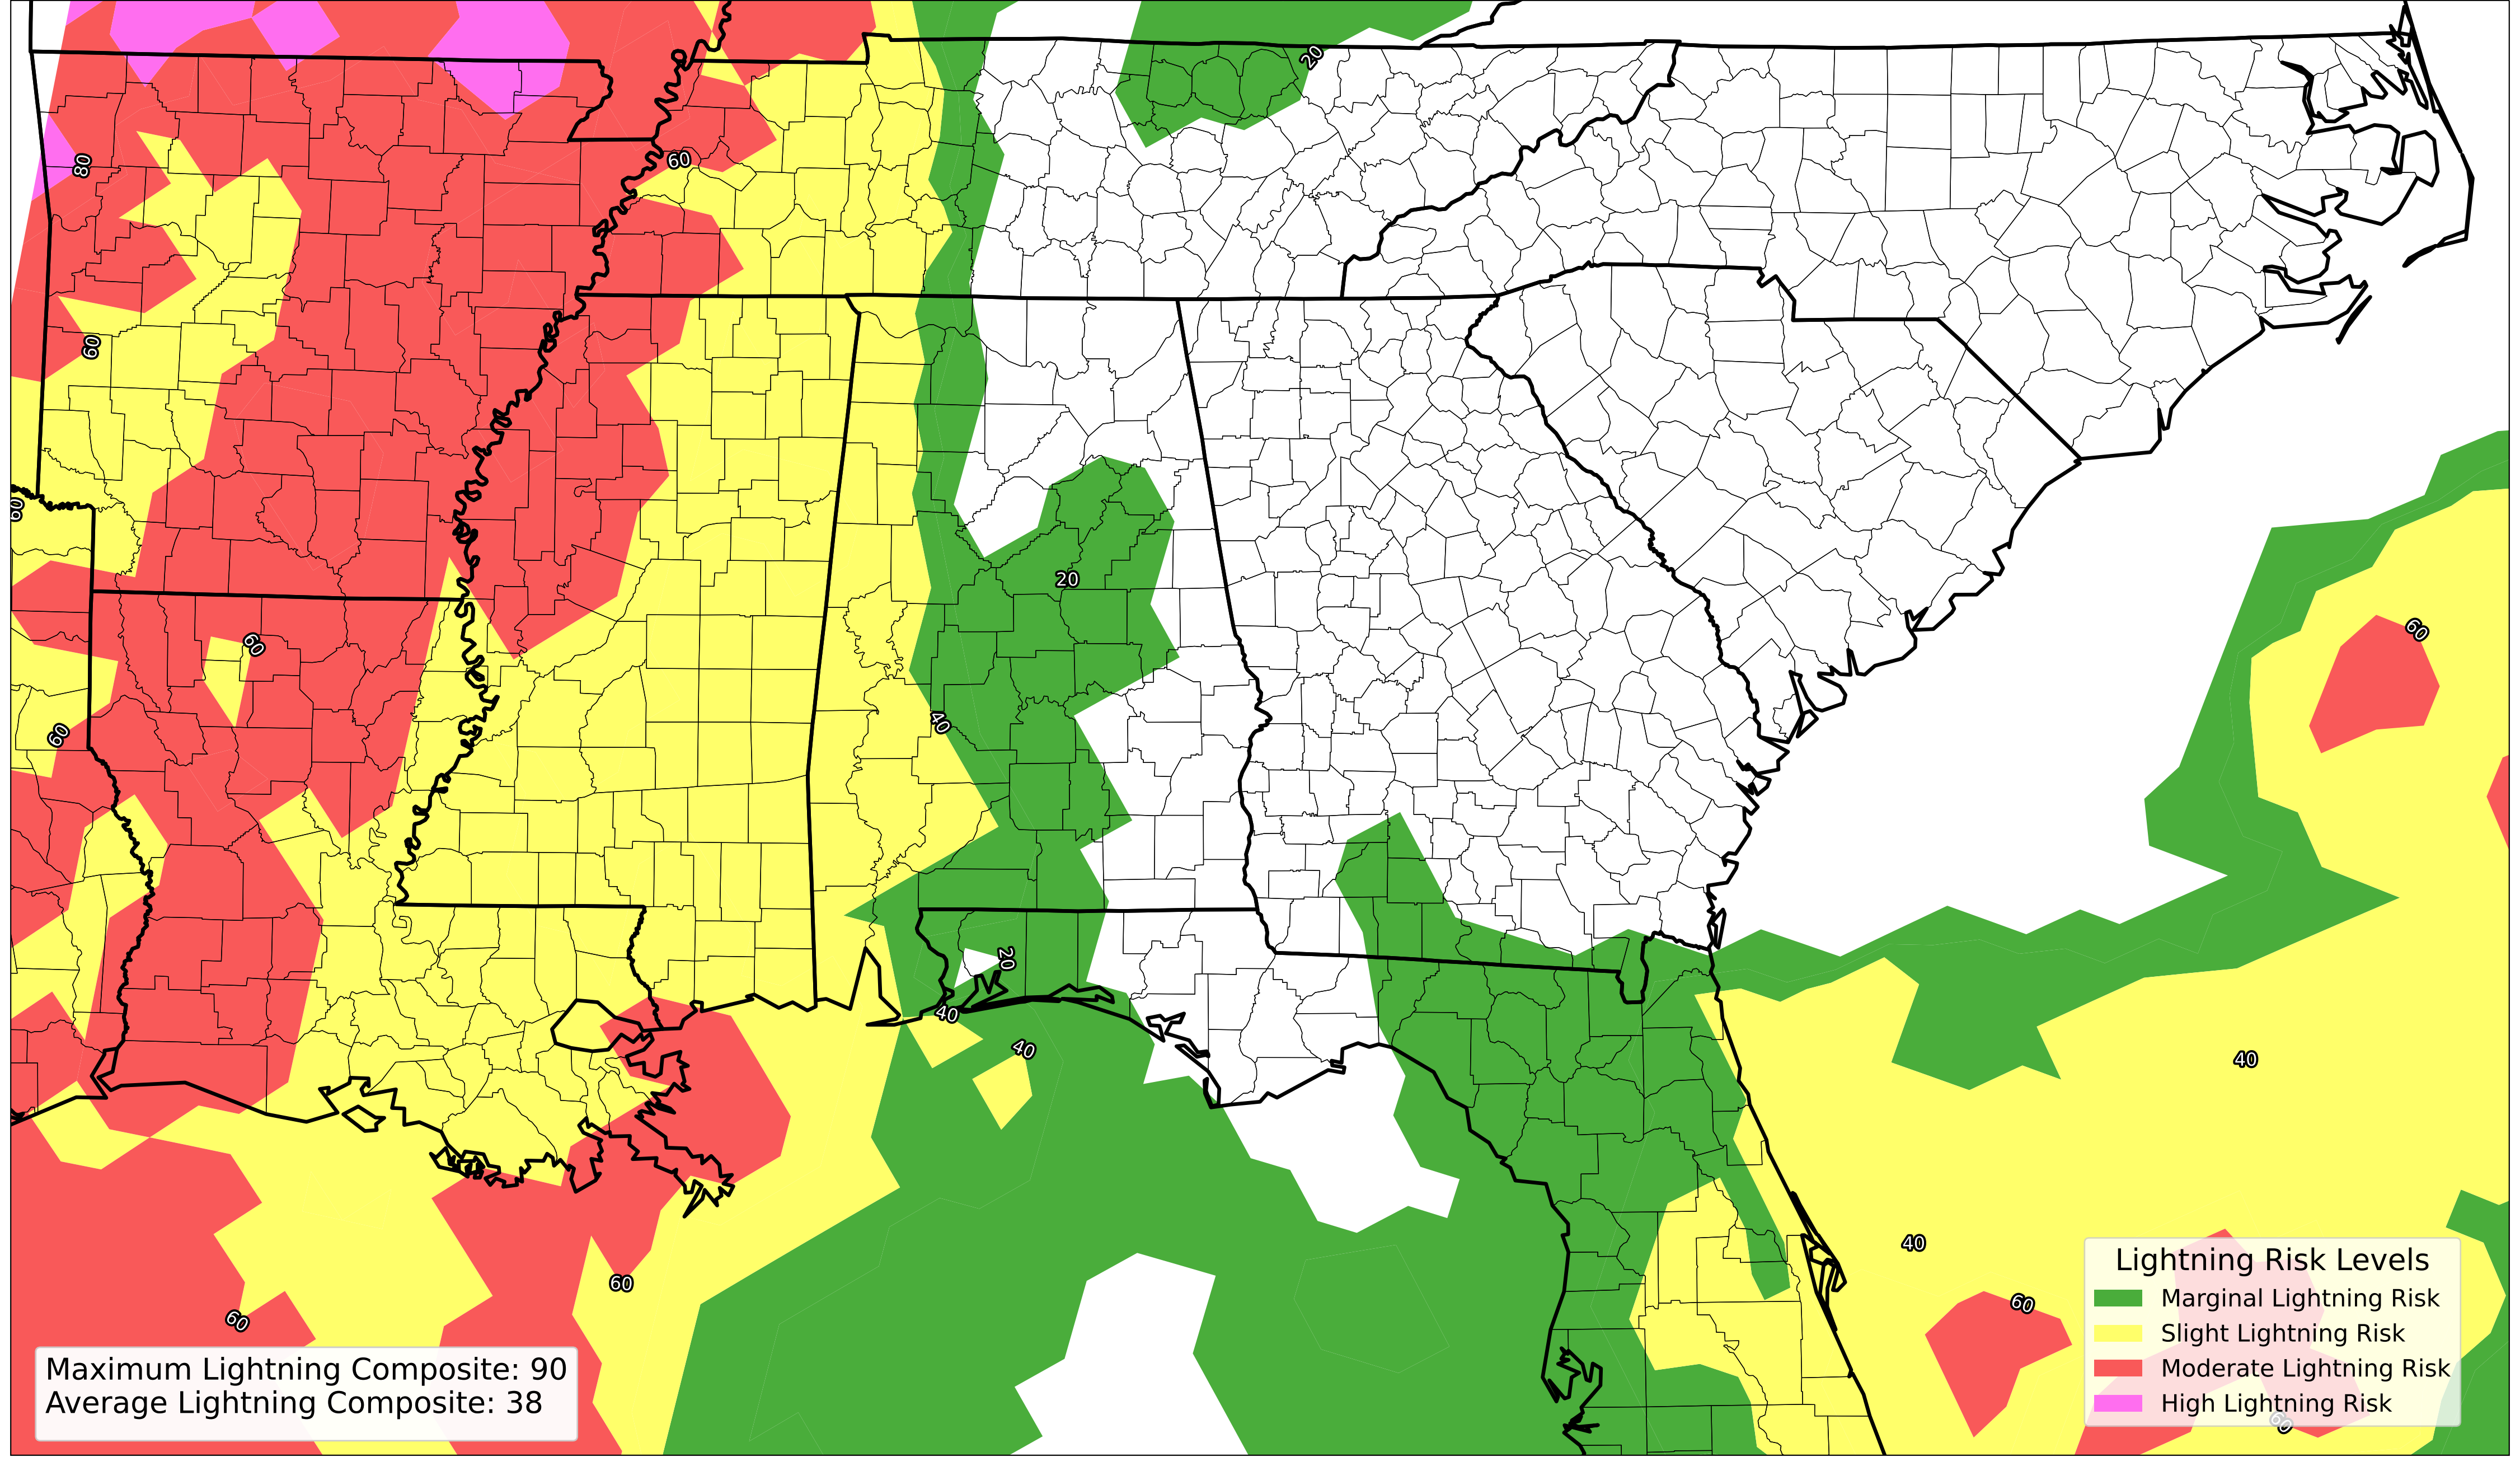 20
80
60
60
60
20
60
60
60
40
20
40
40
40
40
60
60
60
60
Lightning Risk Levels
Marginal Lightning Risk
Slight Lightning Risk
Moderate Lightning Risk
High Lightning Risk
Maximum Lightning Composite: 90
Average Lightning Composite: 38